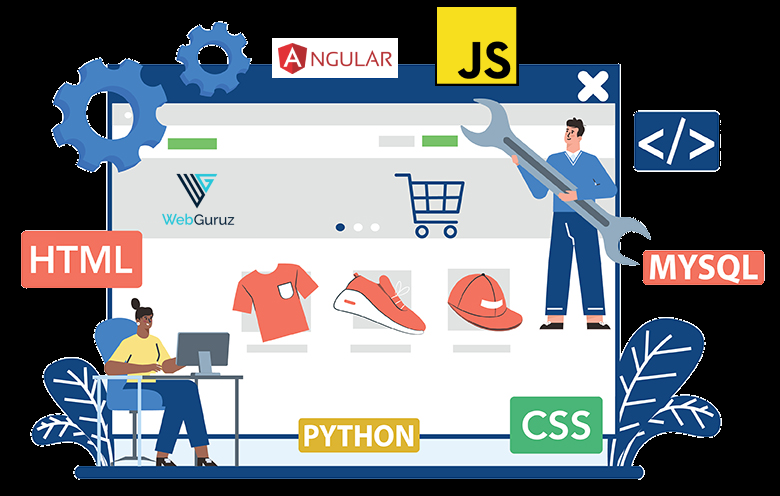 ANGULAR
JS
</>
WebGuruz
HTML
MYSQL
PYTHON
CSS